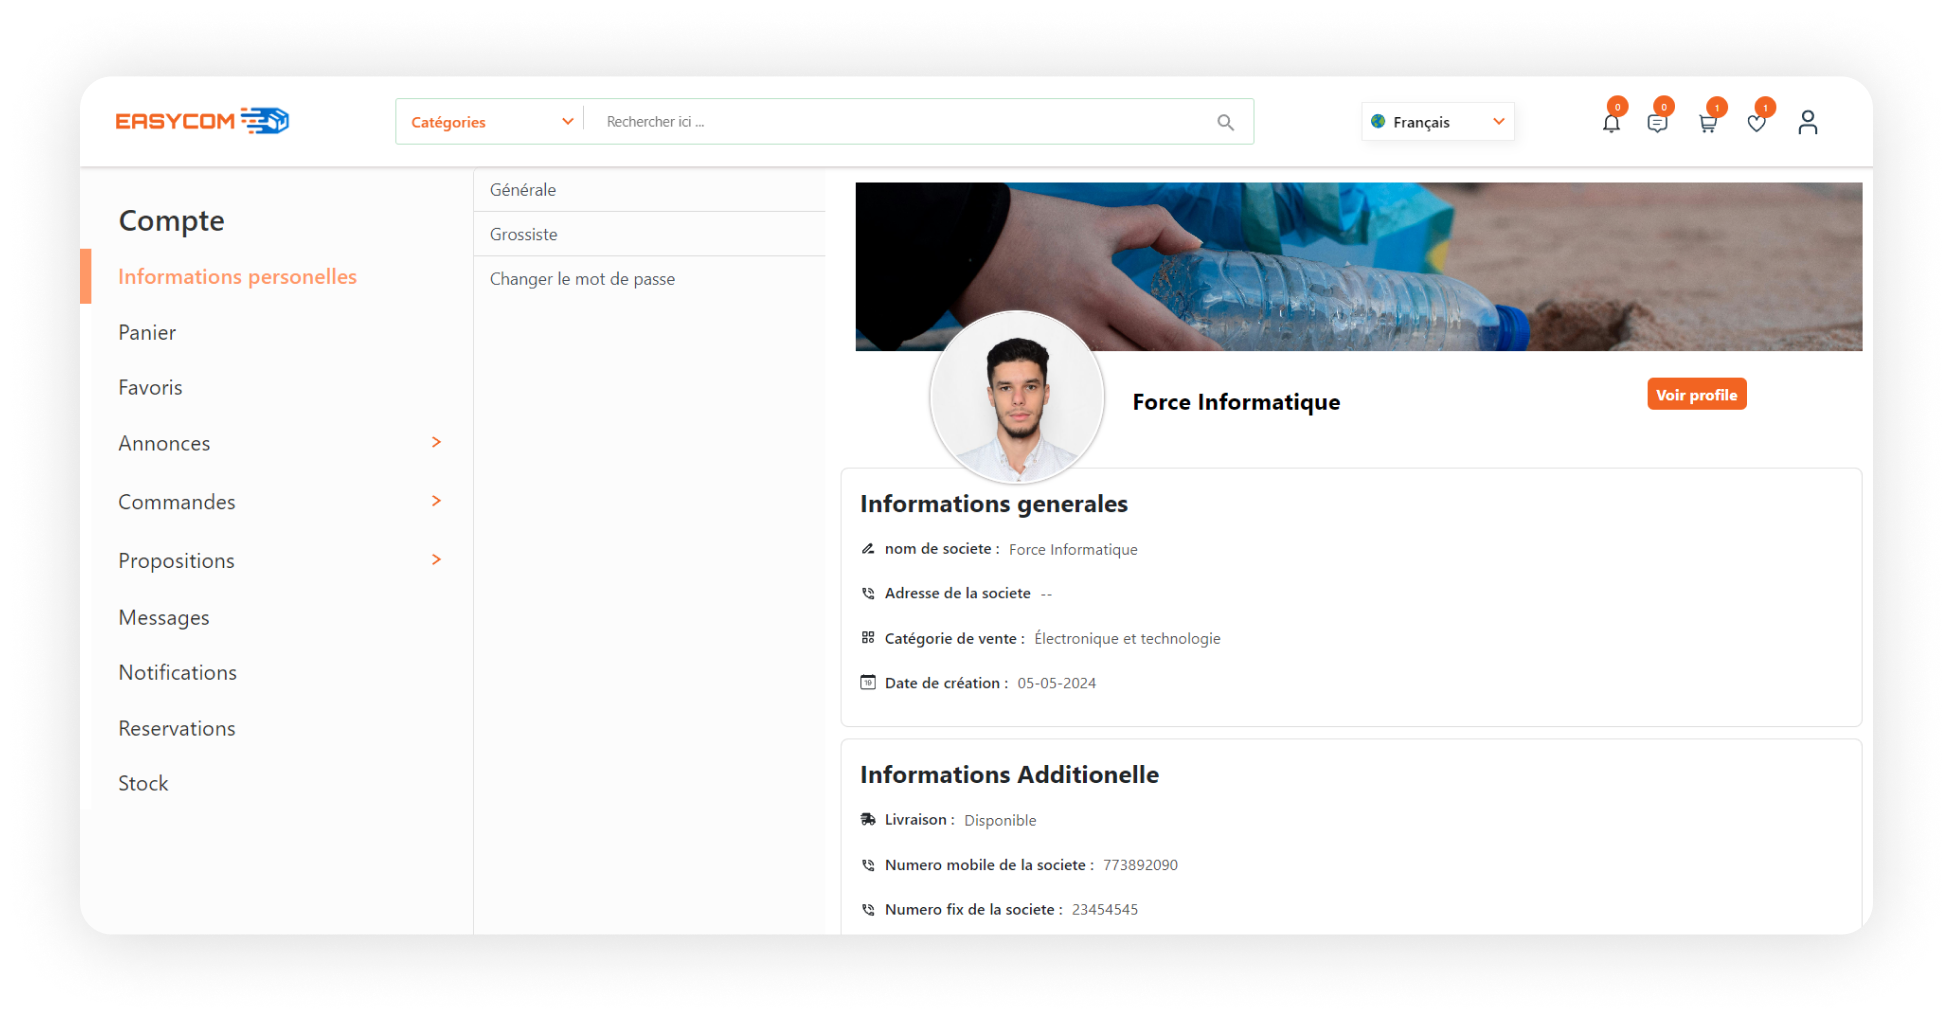 EASYCOM
Catégories
Rechercher ici ...
Français
0
0
1
1
Compte
Informations personelles
Panier
Favoris
Annonces
Commandes
Propositions
Messages
Notifications
Reservations
Stock
Générale
Grossiste
Changer le mot de passe
Force Informatique
Voir profile
Informations generales
nom de societe : Force Informatique
Adresse de la societe --
Catégorie de vente : Électronique et technologie
Date de création : 05-05-2024
Informations Additionelle
Livraison : Disponible
Numero mobile de la societe : 773892090
Numero fix de la societe : 23454545